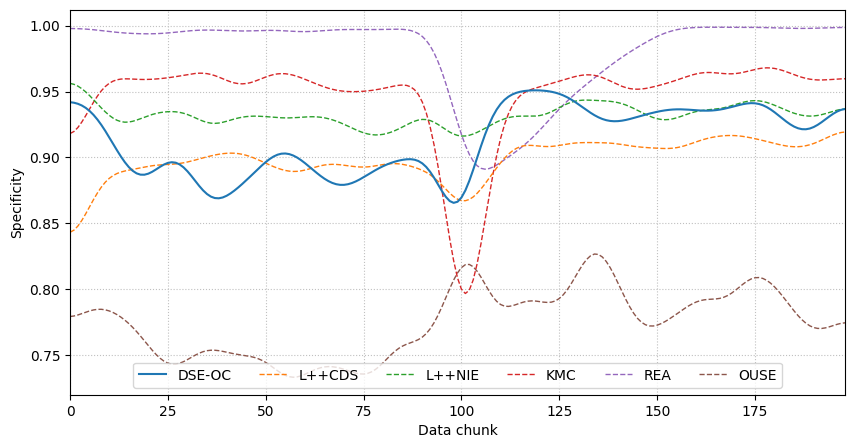 1.00
0.95
0.90
0.85
0.80
0.75
Specificity
0 25 50 75 100 125 150 175
Data chunk
DSE-OC L++CDS L++NIE KMC REA OUSE